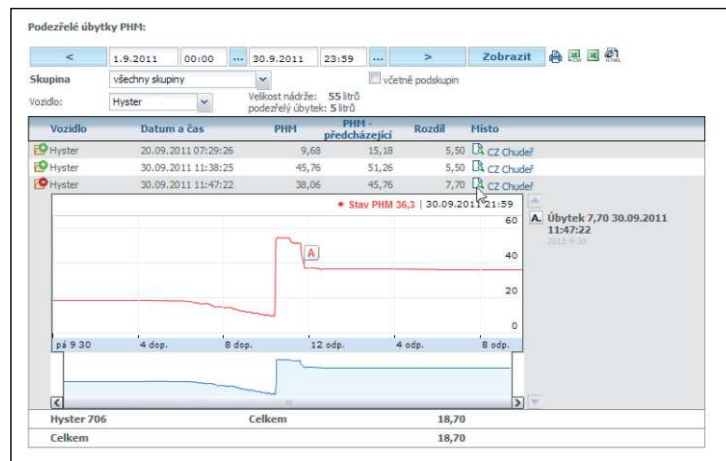 Podezřelé úbytky PHM:
< 1.9.2011 00:00 ... 30.9.2011 23:59 ... > Zobrazit
Skupina všechny skupiny včetně podskupin
Vozidlo: Hyster Velikost nádrže: 55 litrů
podezřelý úbytek: 5 litrů
Vozidlo Datum a čas PHM PHM - předcházející Rozdíl Místo
Hyster 20.09.2011 07:29:26 9,68 15,18 5,50 CZ Chudeř
Hyster 30.09.2011 11:38:25 45,76 51,26 5,50 CZ Chudeř
Hyster 30.09.2011 11:47:22 38,06 45,76 7,70 CZ Chudeř
Stav PHM 36,3 | 30.09.2011 21:59
60
40
20
0
A
A. Úbytek 7,70 30.09.2011
11:47:22
2011-9-30
pá 9 30 4 dop. 8 dop. 12 odp. 4 odp. 8 odp.
Hyster 706 Celkem 18,70
Celkem 18,70